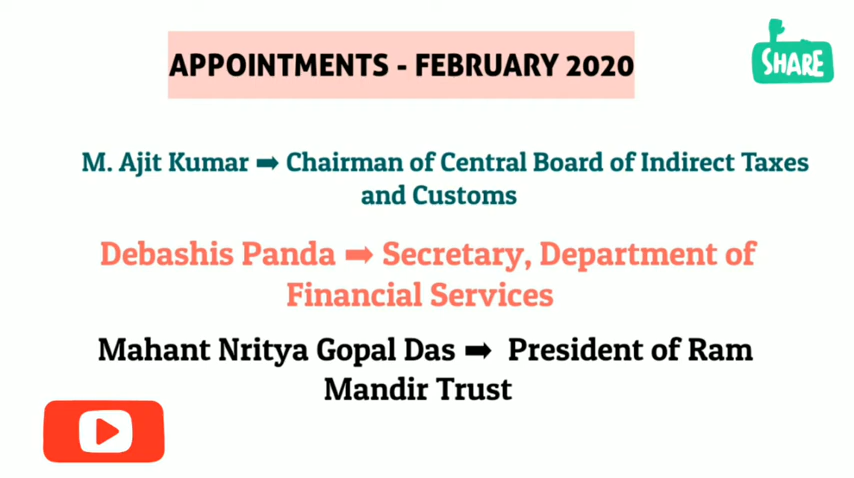 APPOINTMENTS - FEBRUARY 2020
SHARE
M. Ajit Kumar ➡ Chairman of Central Board of Indirect Taxes
and Customs
Debashis Panda ➡ Secretary, Department of
Financial Services
Mahant Nritya Gopal Das ➡ President of Ram
Mandir Trust